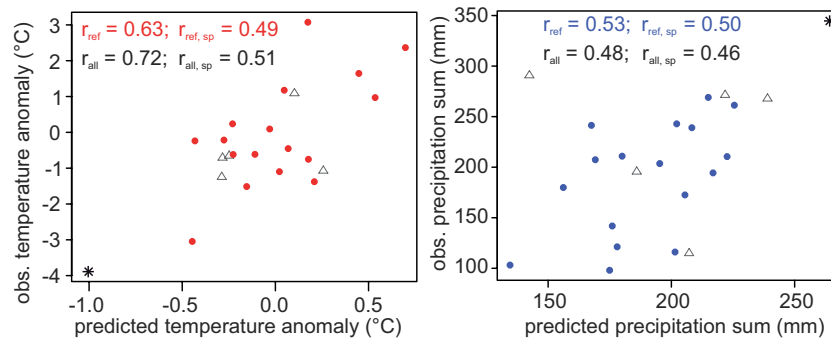 r_ref = 0.63; r_ref, sp = 0.49
r_all = 0.72; r_all, sp = 0.51
obs. temperature anomaly (°C)
3
2
1
0
-1
-2
-3
-4
-1.0
-0.5
0.0
0.5
predicted temperature anomaly (°C)
r_ref = 0.53; r_ref, sp = 0.50
r_all = 0.48; r_all, sp = 0.46
obs. precipitation sum (mm)
350
300
250
200
150
100
150
200
250
predicted precipitation sum (mm)